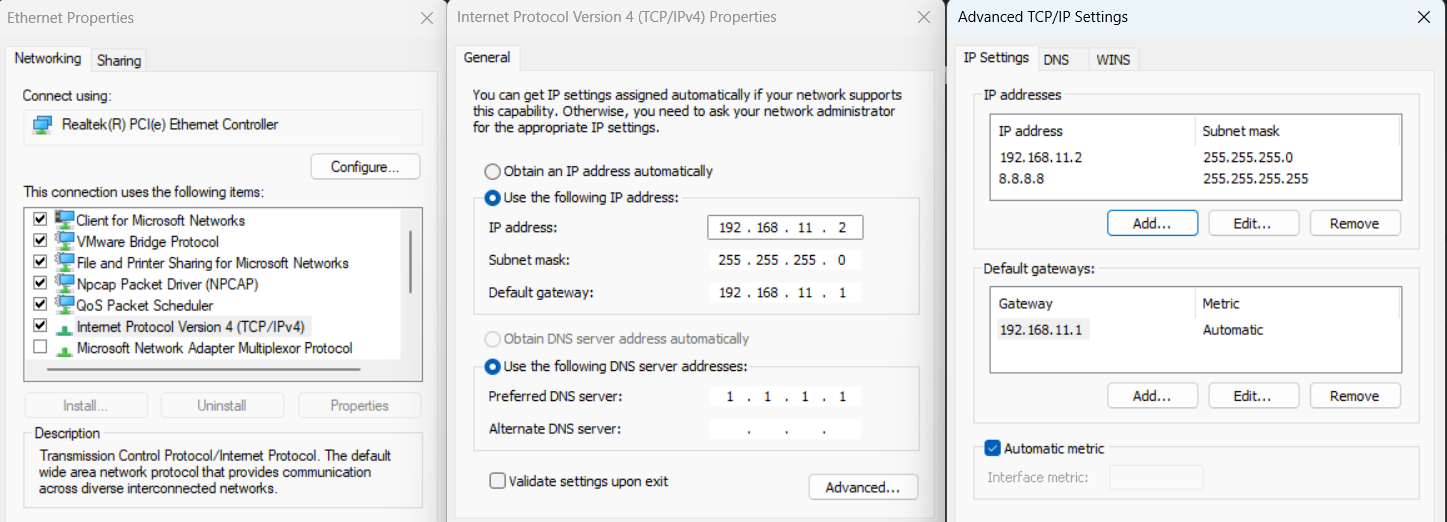 Ethernet Properties
Networking
Sharing
Connect using:
Realtek(R) PCI(e) Ethernet Controller
Configure...
This connection uses the following items:
Client for Microsoft Networks
VMware Bridge Protocol
File and Printer Sharing for Microsoft Networks
Npcap Packet Driver (NPCAP)
QoS Packet Scheduler
Internet Protocol Version 4 (TCP/IPv4)
Microsoft Network Adapter Multiplexor Protocol
Install...
Uninstall
Properties
Description
Transmission Control Protocol/Internet Protocol. The default
wide area network protocol that provides communication
across diverse interconnected networks.
Internet Protocol Version 4 (TCP/IPv4) Properties
General
You can get IP settings assigned automatically if your network supports
this capability. Otherwise, you need to ask your network administrator
for the appropriate IP settings.
Obtain an IP address automatically
Use the following IP address:
IP address: 192 . 168 . 11 . 2
Subnet mask: 255 . 255 . 255 . 0
Default gateway: 192 . 168 . 11 . 1
Obtain DNS server address automatically
Use the following DNS server addresses:
Preferred DNS server: 1 . 1 . 1 . 1
Alternate DNS server: . . .
Validate settings upon exit
Advanced...
Advanced TCP/IP Settings
IP Settings
DNS
WINS
IP addresses
IP address Subnet mask
192.168.11.2 255.255.255.0
8.8.8.8 255.255.255.255
Add...
Edit...
Remove
Default gateways:
Gateway Metric
192.168.11.1 Automatic
Add...
Edit...
Remove
Automatic metric
Interface metric: